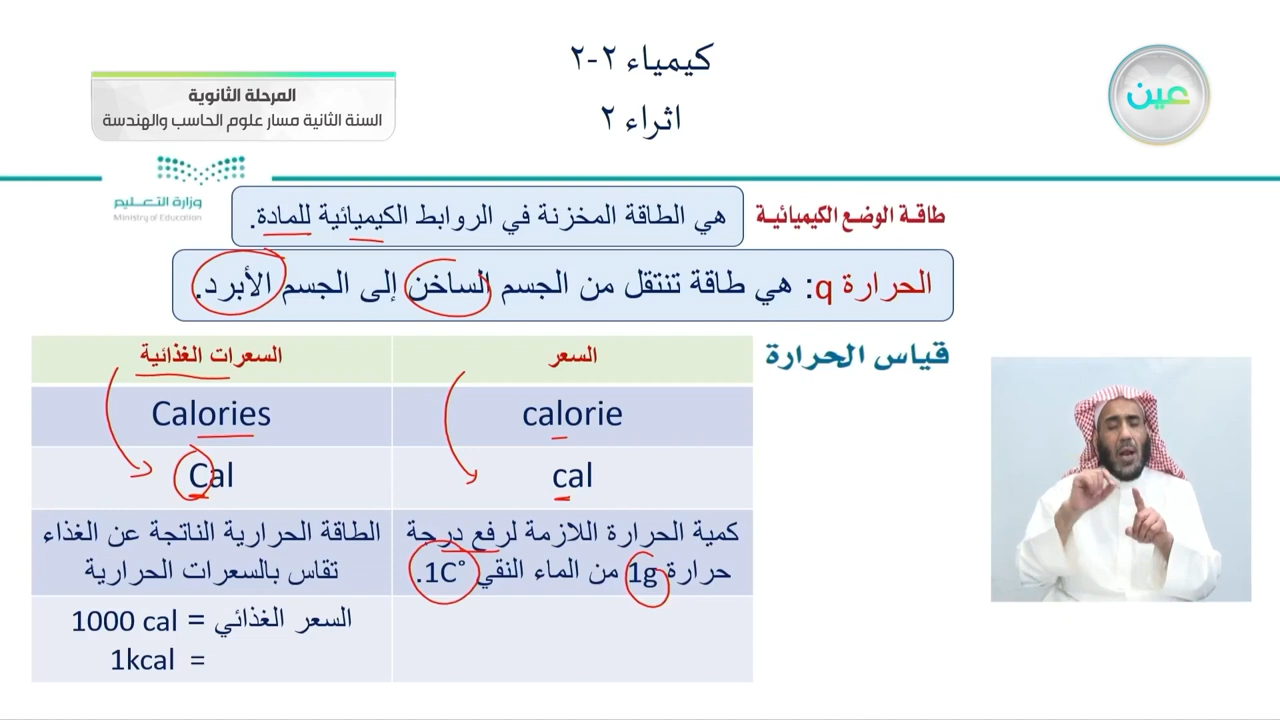 كيمياء ٢-٢
اثراء ٢
عين
المرحلة الثانوية
السنة الثانية مسار علوم الحاسب والهندسة
وزارة التعليم
Ministry of Education
طاقة الوضع الكيميائية
هي الطاقة المخزنة في الروابط الكيميائية للمادة.
الحرارة q: هي طاقة تنتقل من الجسم الساخن إلى الجسم الأبرد.
قياس الحرارة
السعر
السعرات الغذائية
calorie
Calories
cal
Cal
كمية الحرارة اللازمة لرفع درجة
حرارة 1g من الماء النقي 1C°.
الطاقة الحرارية الناتجة عن الغذاء
تقاس بالسعرات الحرارية
السعر الغذائي = 1000 cal
= 1kcal